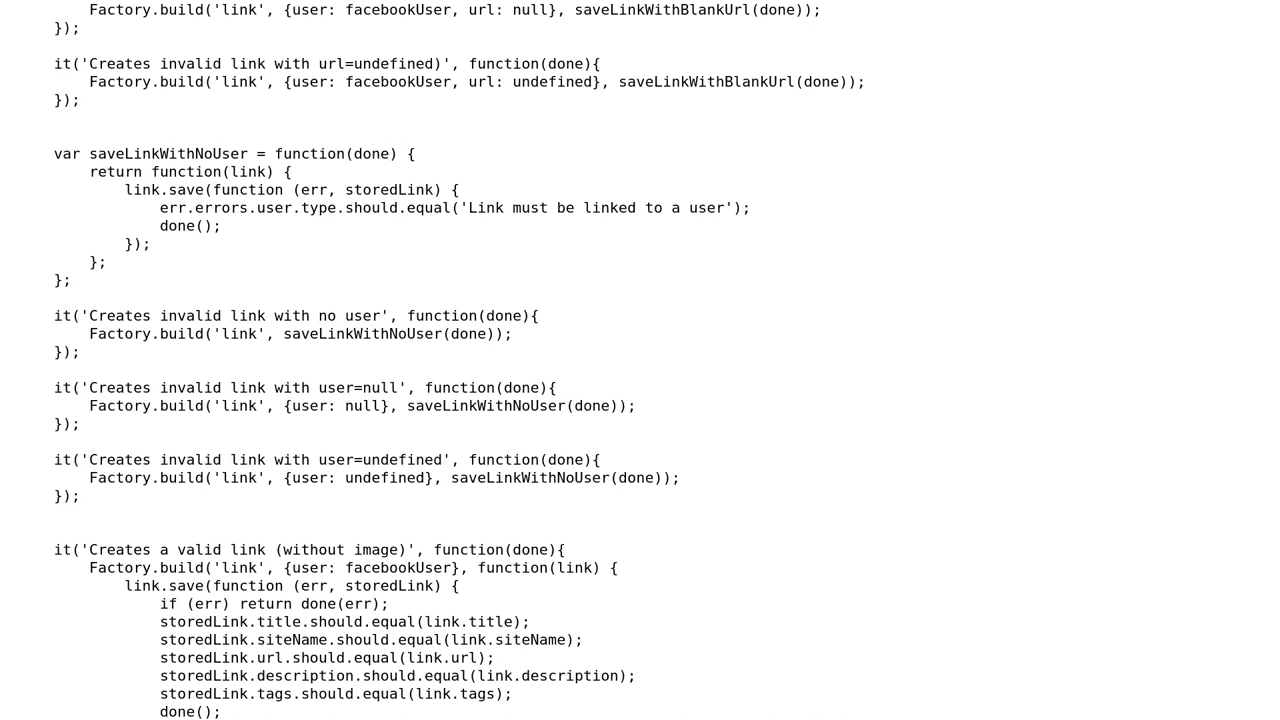 Factory.build('link', {user: facebookUser, url: null}, saveLinkWithBlankUrl(done));
});
it('Creates invalid link with url=undefined)', function(done){
Factory.build('link', {user: facebookUser, url: undefined}, saveLinkWithBlankUrl(done));
});
var saveLinkWithNoUser = function(done) {
return function(link) {
link.save(function (err, storedLink) {
err.errors.user.type.should.equal('Link must be linked to a user');
done();
});
};
};
it('Creates invalid link with no user', function(done){
Factory.build('link', saveLinkWithNoUser(done));
});
it('Creates invalid link with user=null', function(done){
Factory.build('link', {user: null}, saveLinkWithNoUser(done));
});
it('Creates invalid link with user=undefined', function(done){
Factory.build('link', {user: undefined}, saveLinkWithNoUser(done));
});
it('Creates a valid link (without image)', function(done){
Factory.build('link', {user: facebookUser}, function(link) {
link.save(function (err, storedLink) {
if (err) return done(err);
storedLink.title.should.equal(link.title);
storedLink.siteName.should.equal(link.siteName);
storedLink.url.should.equal(link.url);
storedLink.description.should.equal(link.description);
storedLink.tags.should.equal(link.tags);
done();